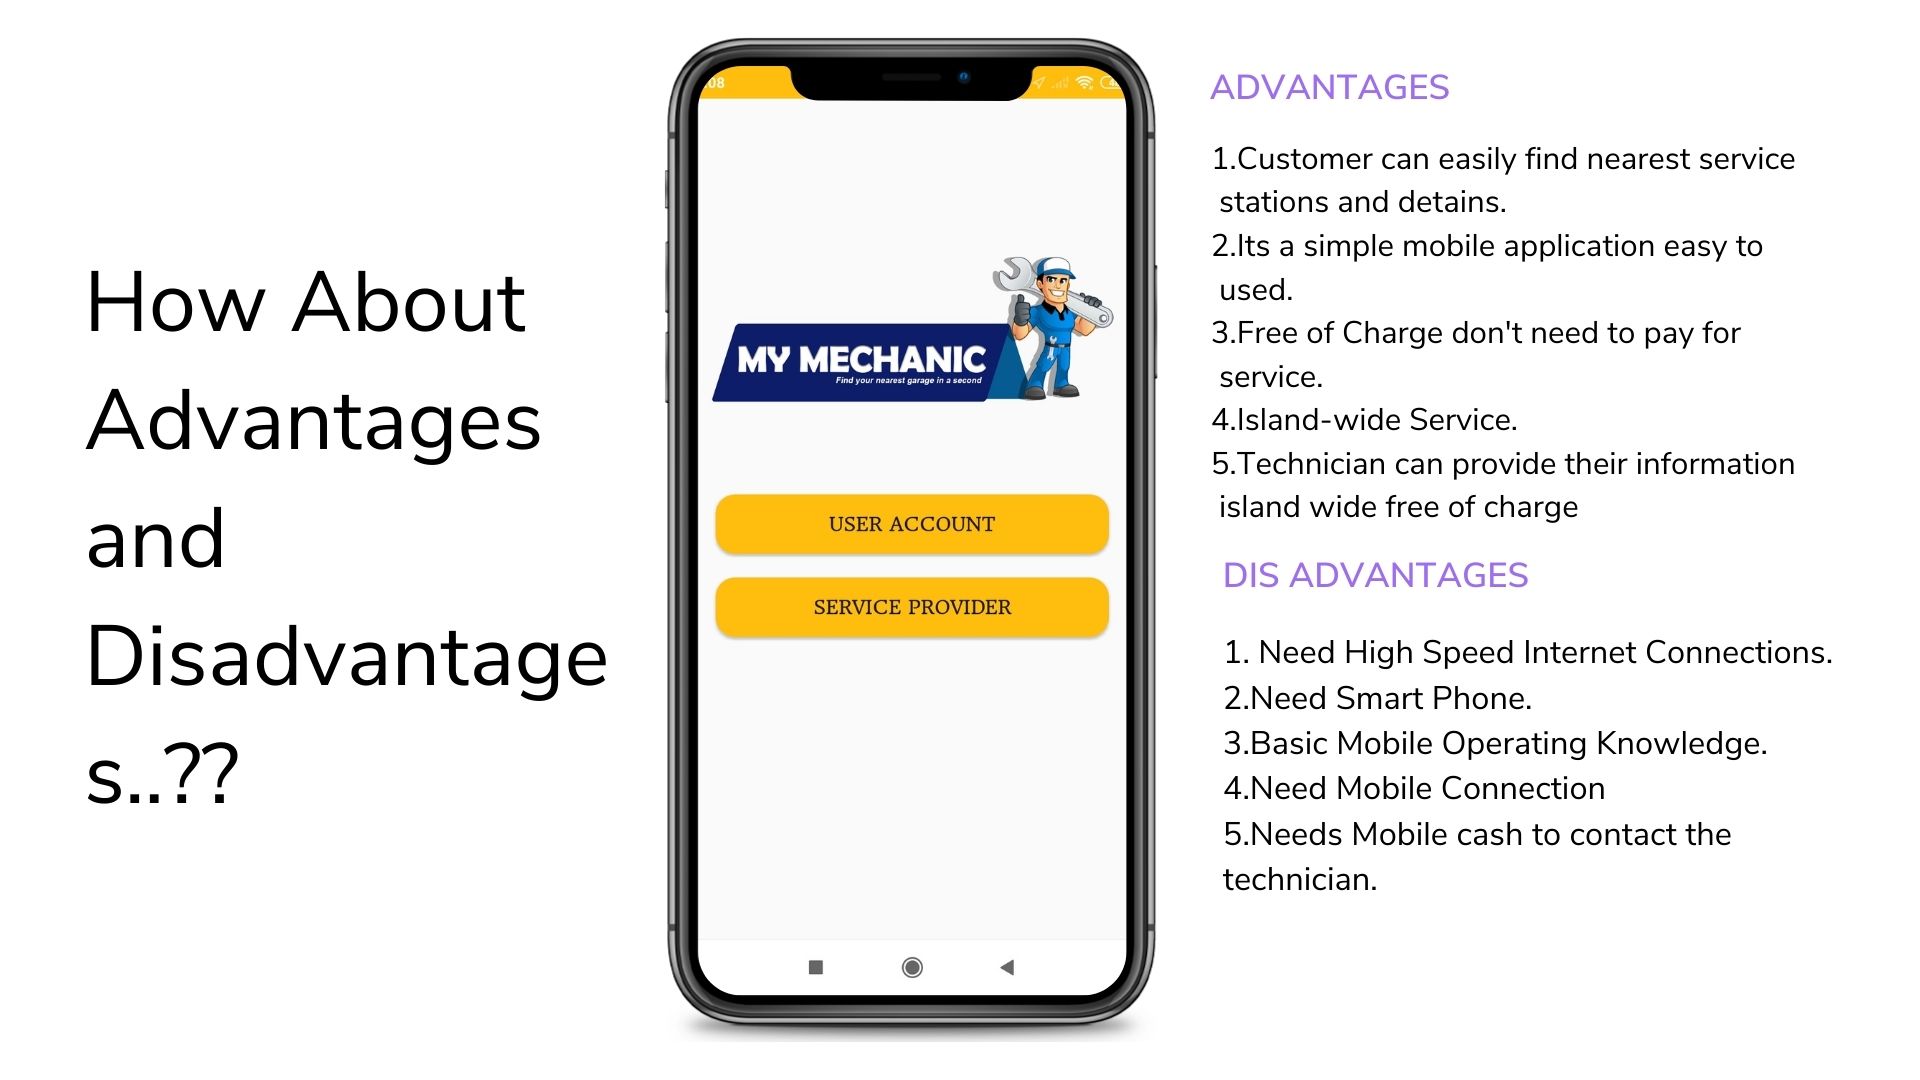 How About
Advantages
and
Disadvantage
s..??
08
MY MECHANIC
Find your nearest garage in a second
USER ACCOUNT
SERVICE PROVIDER
ADVANTAGES
1.Customer can easily find nearest service
stations and detains.
2.Its a simple mobile application easy to
used.
3.Free of Charge don't need to pay for
service.
4.Island-wide Service.
5.Technician can provide their information
island wide free of charge
DIS ADVANTAGES
1. Need High Speed Internet Connections.
2.Need Smart Phone.
3.Basic Mobile Operating Knowledge.
4.Need Mobile Connection
5.Needs Mobile cash to contact the
technician.